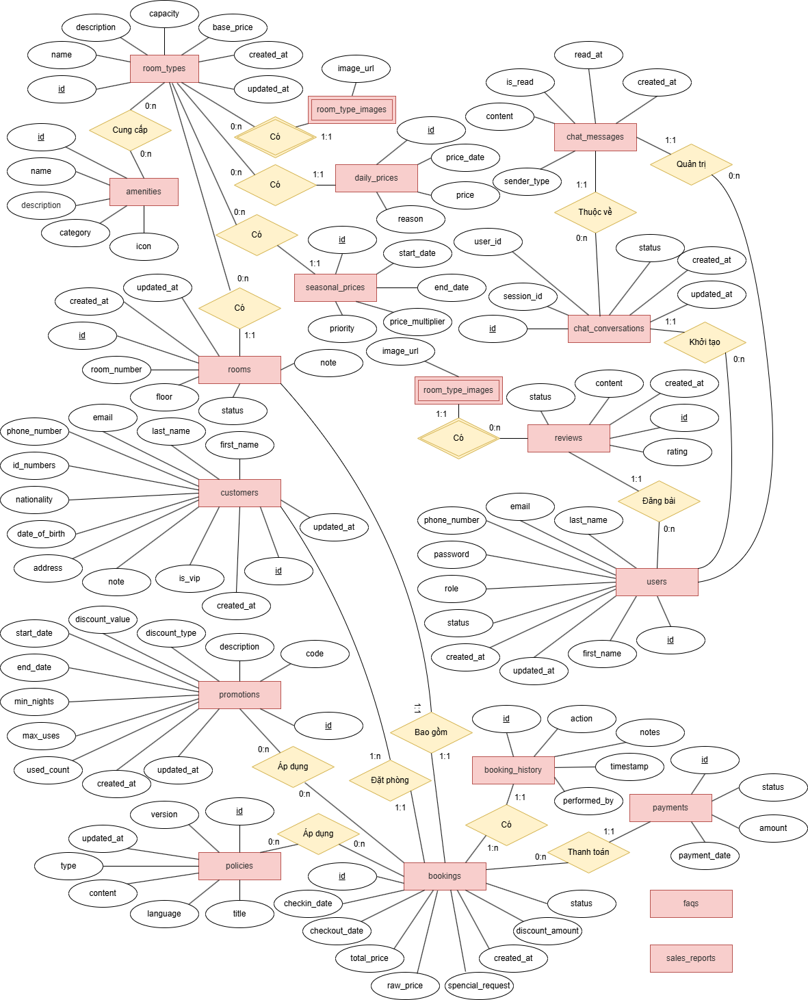 capacity
description
base_price
name
room_types
created_at
id
updated_at
0:n
Cung cấp
0:n
image_url
room_type_images
0:n
Có
1:1
id
name
amenities
description
category
icon
0:n
Có
1:1
daily_prices
id
price_date
price
reason
0:n
Có
1:1
seasonal_prices
id
start_date
end_date
price_multiplier
priority
read_at
is_read
created_at
content
chat_messages
sender_type
1:1
Quản trị
0:n
1:1
Thuộc về
0:n
user_id
status
created_at
session_id
updated_at
id
chat_conversations
1:1
Khởi tạo
0:n
0:n
Có
1:1
updated_at
created_at
id
room_number
rooms
note
floor
status
image_url
room_type_images
1:1
Có
0:n
status
content
created_at
reviews
id
rating
1:1
Đăng bài
0:n
email
phone_number
last_name
first_name
id_numbers
nationality
customers
date_of_birth
updated_at
address
note
is_vip
id
created_at
email
phone_number
last_name
password
role
users
status
created_at
updated_at
first_name
id
discount_value
start_date
discount_type
description
code
end_date
min_nights
promotions
max_uses
used_count
created_at
updated_at
id
0:n
Áp dụng
0:n
1:n
Đặt phòng
1:1
1:1
Bao gồm
1:1
id
action
notes
booking_history
timestamp
performed_by
1:1
Có
1:n
id
status
payments
amount
payment_date
1:1
Thanh toán
0:n
version
id
updated_at
type
policies
content
language
title
0:n
Áp dụng
0:n
id
bookings
checkin_date
status
checkout_date
discount_amount
total_price
created_at
raw_price
spencial_request
faqs
sales_reports